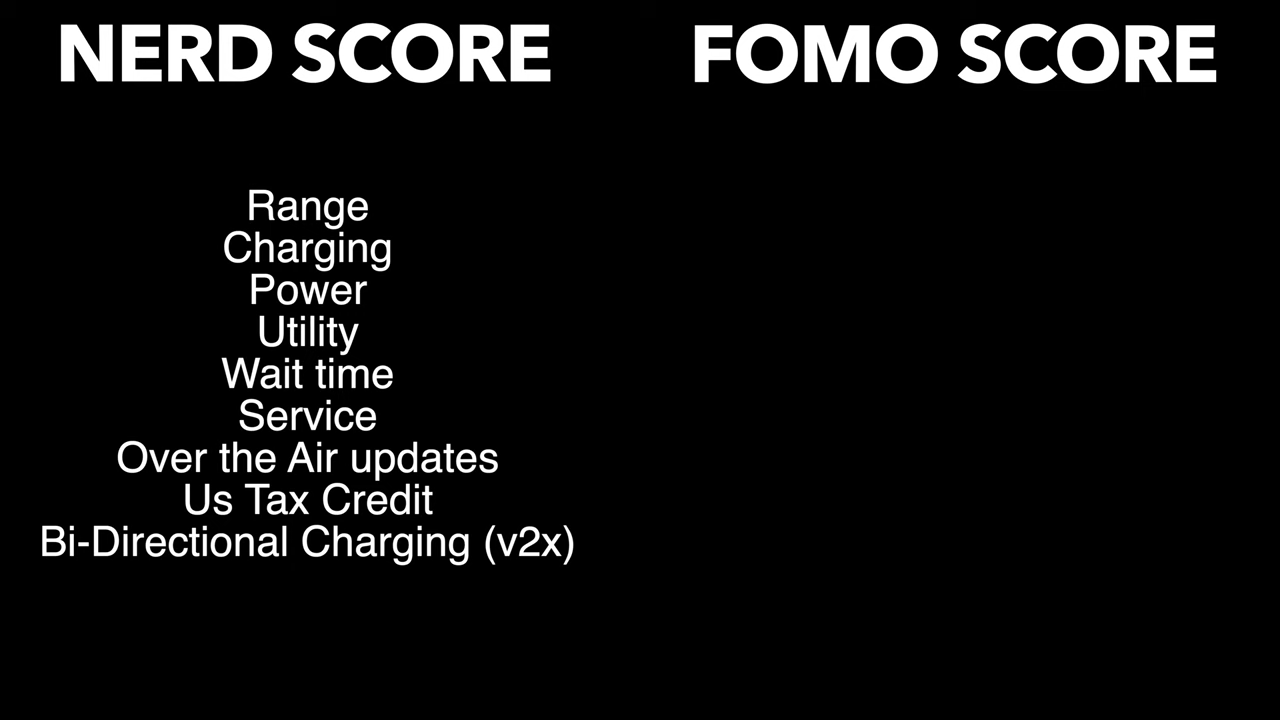 NERD SCORE
FOMO SCORE
Range
Charging
Power
Utility
Wait time
Service
Over the Air updates
Us Tax Credit
Bi-Directional Charging (v2x)